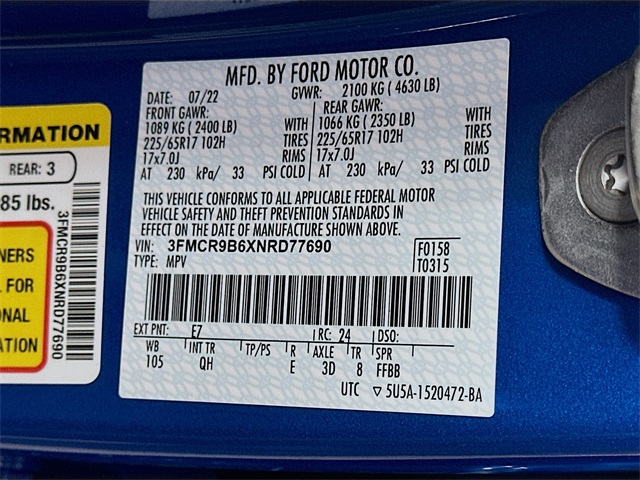 MFD. BY FORD MOTOR CO.
DATE: 07/22 GVWR: 2100 KG (4630 LB)
FRONT GAWR: REAR GAWR:
1089 KG (2400 LB) WITH 1066 KG (2350 LB) WITH
225/65R17 102H TIRES 225/65R17 102H TIRES
17x7.0J RIMS 17x7.0J RIMS
AT 230 kPa/ 33 PSI COLD AT 230 kPa/ 33 PSI COLD
THIS VEHICLE CONFORMS TO ALL APPLICABLE FEDERAL MOTOR
VEHICLE SAFETY AND THEFT PREVENTION STANDARDS IN
EFFECT ON THE DATE OF MANUFACTURE SHOWN ABOVE.
VIN: 3FMCR9B6XNRD77690 F0158
TYPE: MPV T0315
EXT PNT: E7 RC: 24 DSO:
WB INT TR TP/PS R AXLE TR SPR
105 QH E 3D 8 FFBB
UTC ▽5U5A-1520472-BA
ORMATION
REAR: 3
85 lbs.
NERS
L FOR
ONAL
ATION
3FMCR9B6XNRD77690